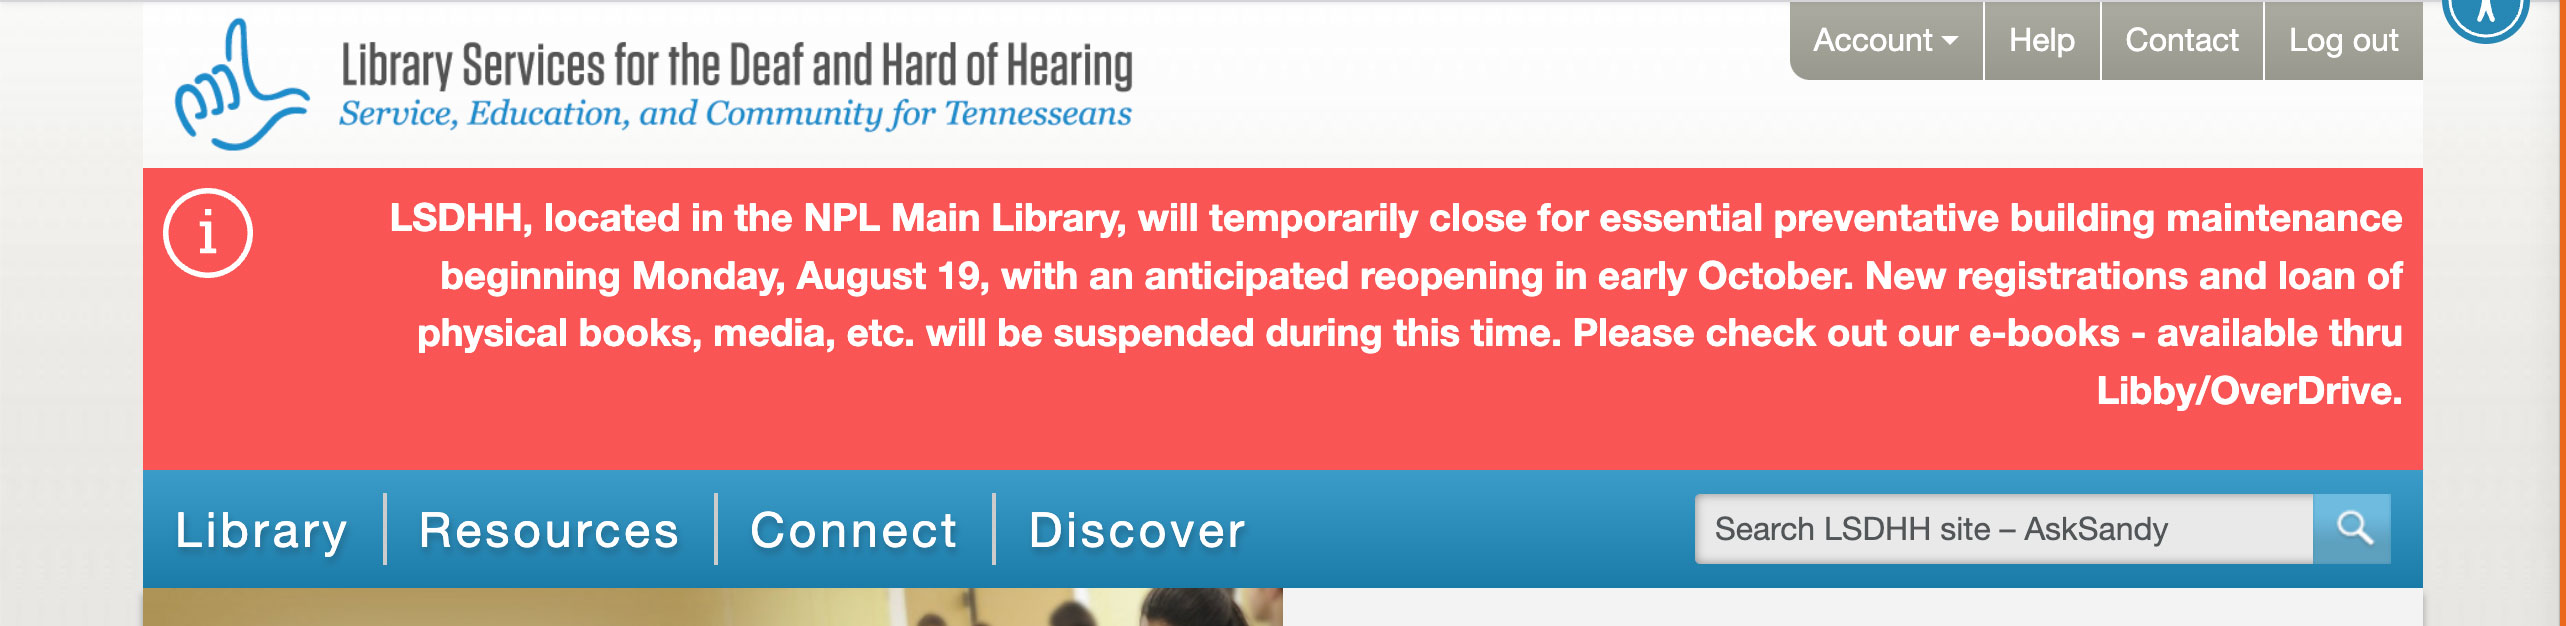 Library Services for the Deaf and Hard of Hearing
Service, Education, and Community for Tennesseans
Account
Help
Contact
Log out
i
LSDHH, located in the NPL Main Library, will temporarily close for essential preventative building maintenance
beginning Monday, August 19, with an anticipated reopening in early October. New registrations and loan of
physical books, media, etc. will be suspended during this time. Please check out our e-books - available thru
Libby/OverDrive.
Library
Resources
Connect
Discover
Search LSDHH site – AskSandy